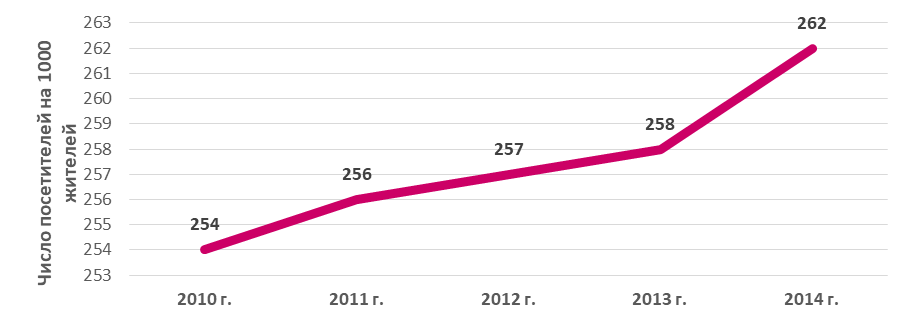 Число посетителей на 1000
жителей
263
262
261
260
259
258
257
256
255
254
253
254
256
257
258
262
2010 г.
2011 г.
2012 г.
2013 г.
2014 г.